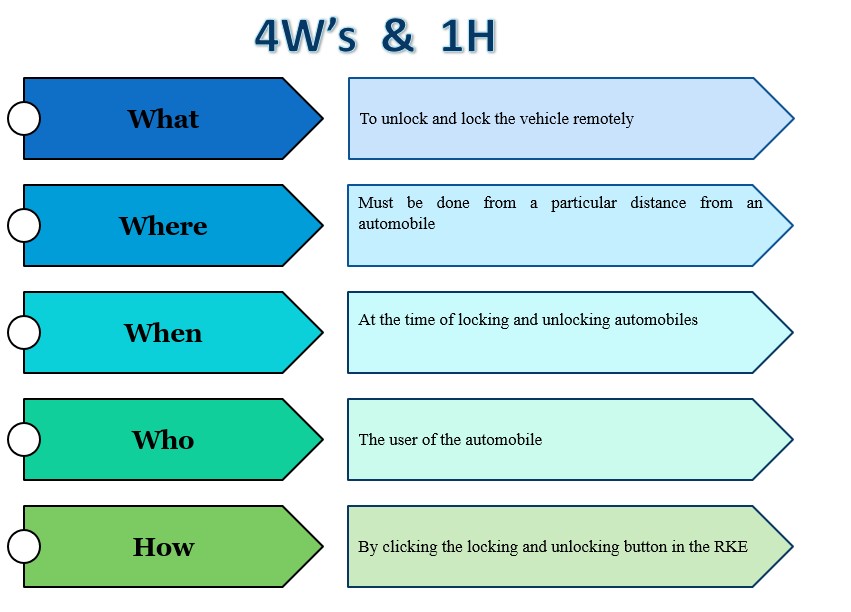 4W's & 1H
What
To unlock and lock the vehicle remotely
Where
Must be done from a particular distance from an
automobile
When
At the time of locking and unlocking automobiles
Who
The user of the automobile
How
By clicking the locking and unlocking button in the RKE